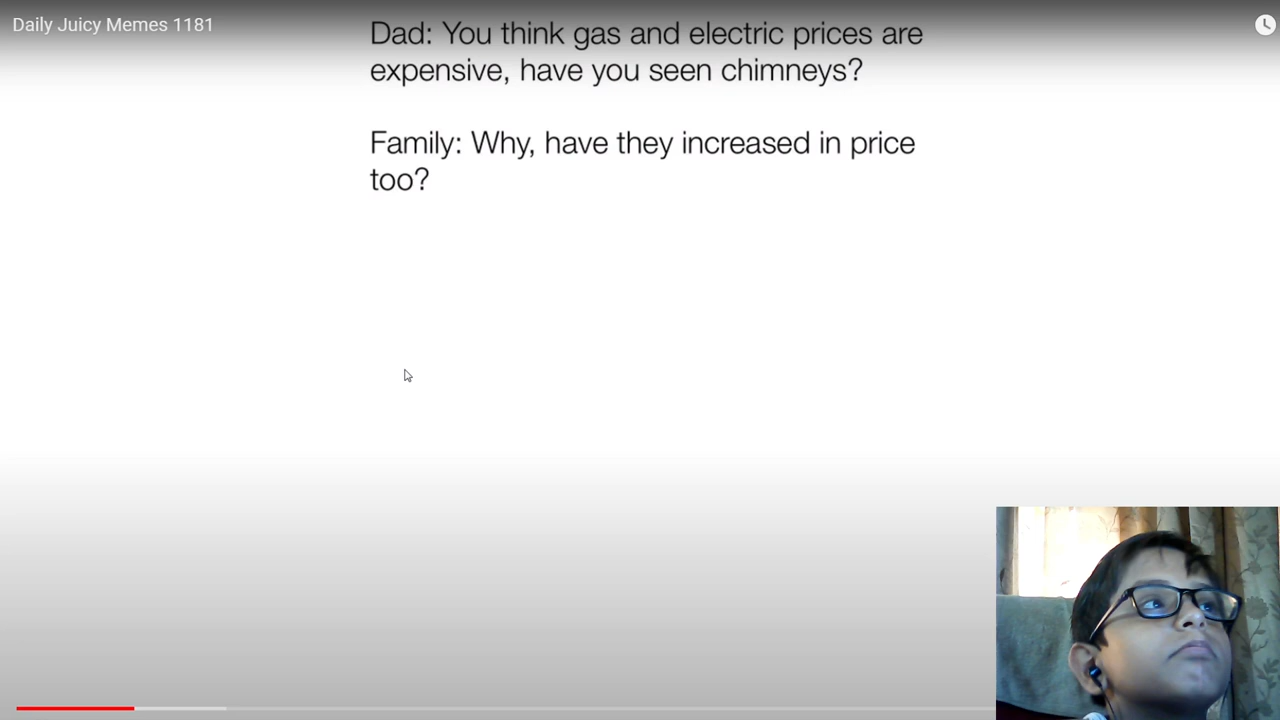 Daily Juicy Memes 1181
Dad: You think gas and electric prices are
expensive, have you seen chimneys?
Family: Why, have they increased in price
too?